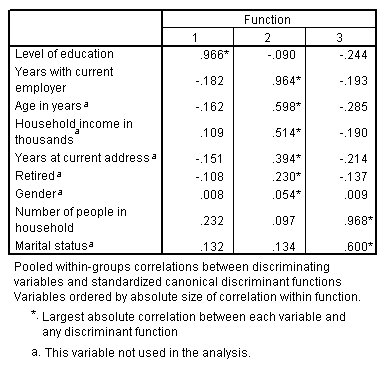 Function
1 2 3
Level of education .966* -.090 -.244
Years with current
employer -.182 .964* -.193
Age in years a -.162 .598* -.285
Household income in
thousands a .109 .514* -.190
Years at current address a -.151 .394* -.214
Retired a -.108 .230* -.137
Gender a .008 .054* .009
Number of people in
household .232 .097 .968*
Marital status a .132 .134 .600*
Pooled within-groups correlations between discriminating
variables and standardized canonical discriminant functions
Variables ordered by absolute size of correlation within function.
*. Largest absolute correlation between each variable and
any discriminant function
a. This variable not used in the analysis.